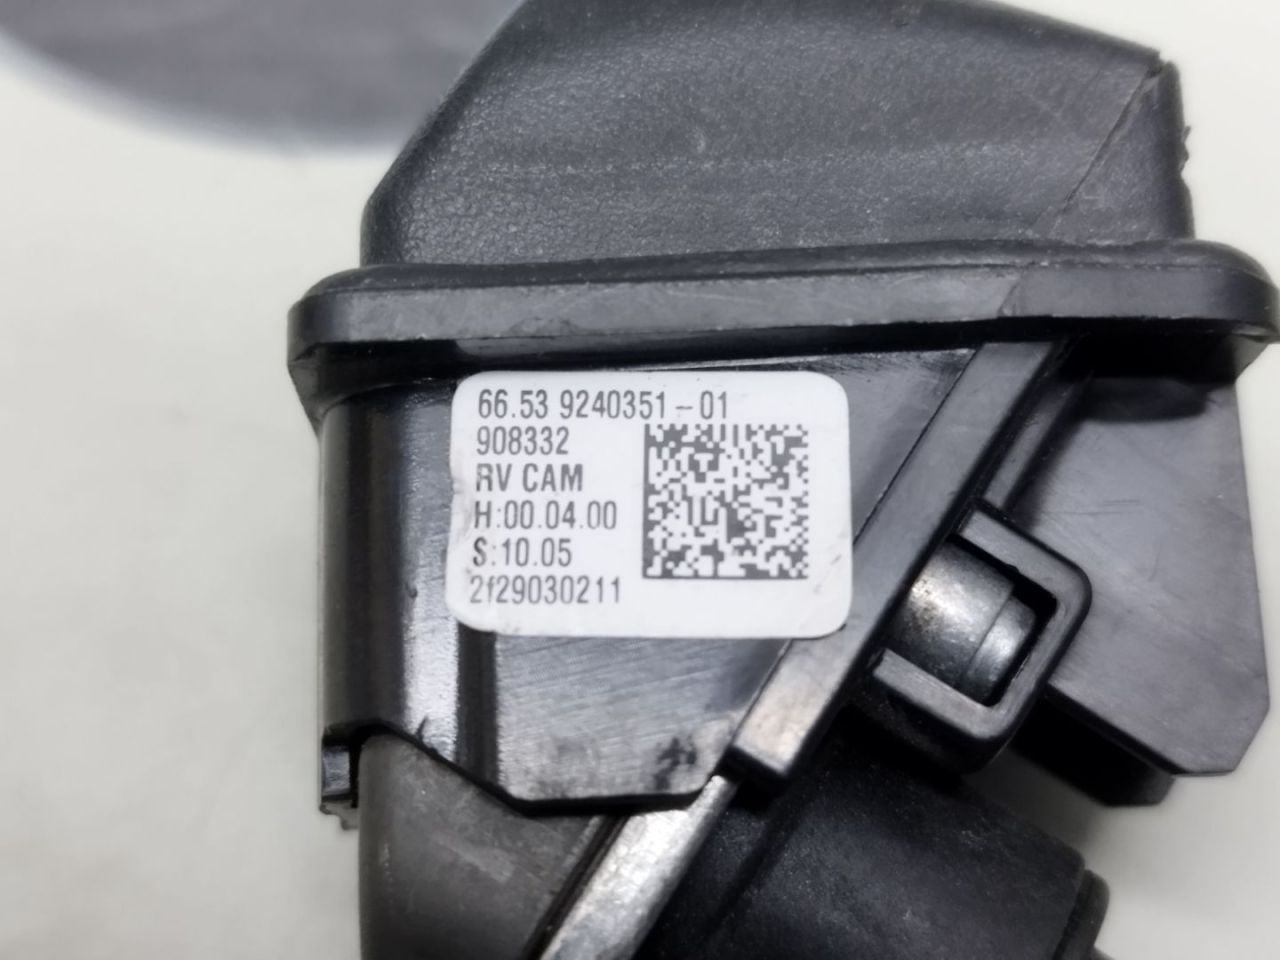 66.53 9240351-01
908332
RV CAM
H:00.04.00
S:10.05
2f29030211